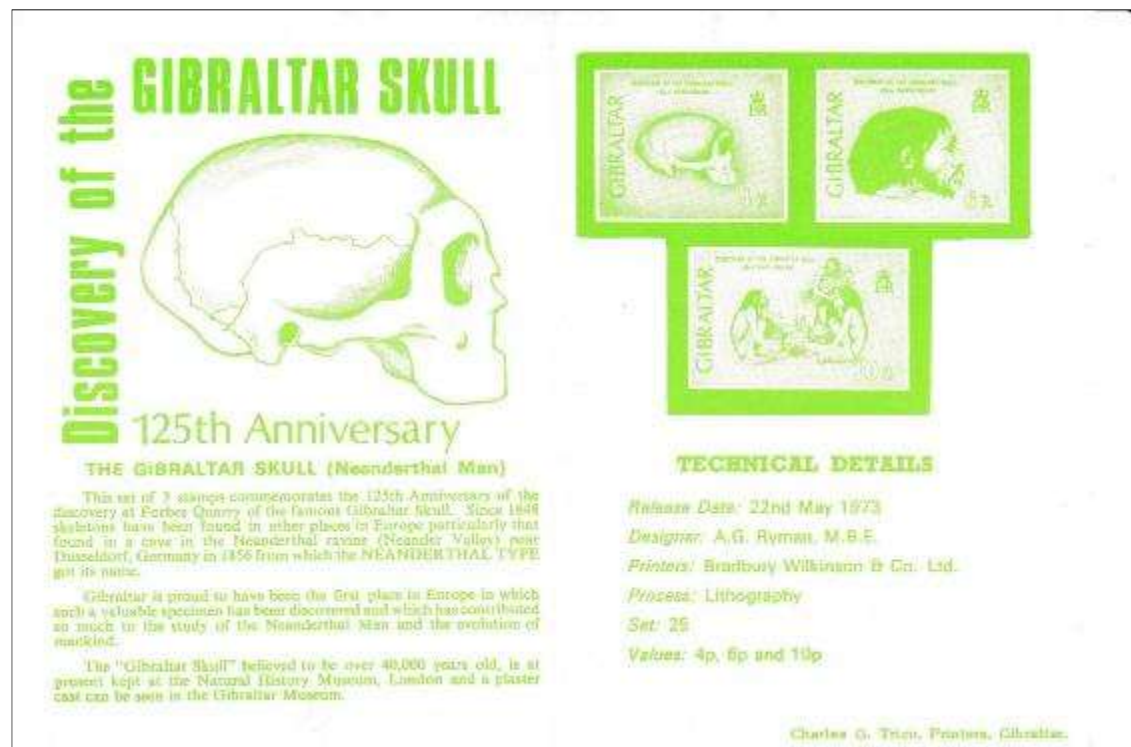 Discovery of the
GIBRALTAR SKULL
125th Anniversary
THE GIBRALTAR SKULL (Neanderthal Man)
This set of 3 stamps commemorates the 125th Anniversary of the
discovery at Forbes Quarry of the famous Gibraltar Skull. Since 1848
skeletons have been found in other places in Europe particularly that
found in a cave in the Neanderthal ravine (Neander Valley) near
Dusseldorf, Germany in 1856 from which the NEANDERTHAL TYPE
got its name.
Gibraltar is proud to have been the first place in Europe in which
such a valuable specimen has been discovered and which has contributed
so much to the study of the Neanderthal Man and the evolution of
mankind.
The "Gibraltar Skull" believed to be over 40,000 years old, is at
present kept at the Natural History Museum, London and a plaster
cast can be seen in the Gibraltar Museum.
GIBRALTAR
GIBRALTAR
GIBRALTAR
TECHNICAL DETAILS
Release Date: 22nd May 1973
Designer: A.G. Ryman, M.B.E.
Printers: Bradbury Wilkinson & Co. Ltd.
Process: Lithography
Set: 25
Values: 4p, 6p and 10p
Charles G. Trico, Printers, Gibraltar.